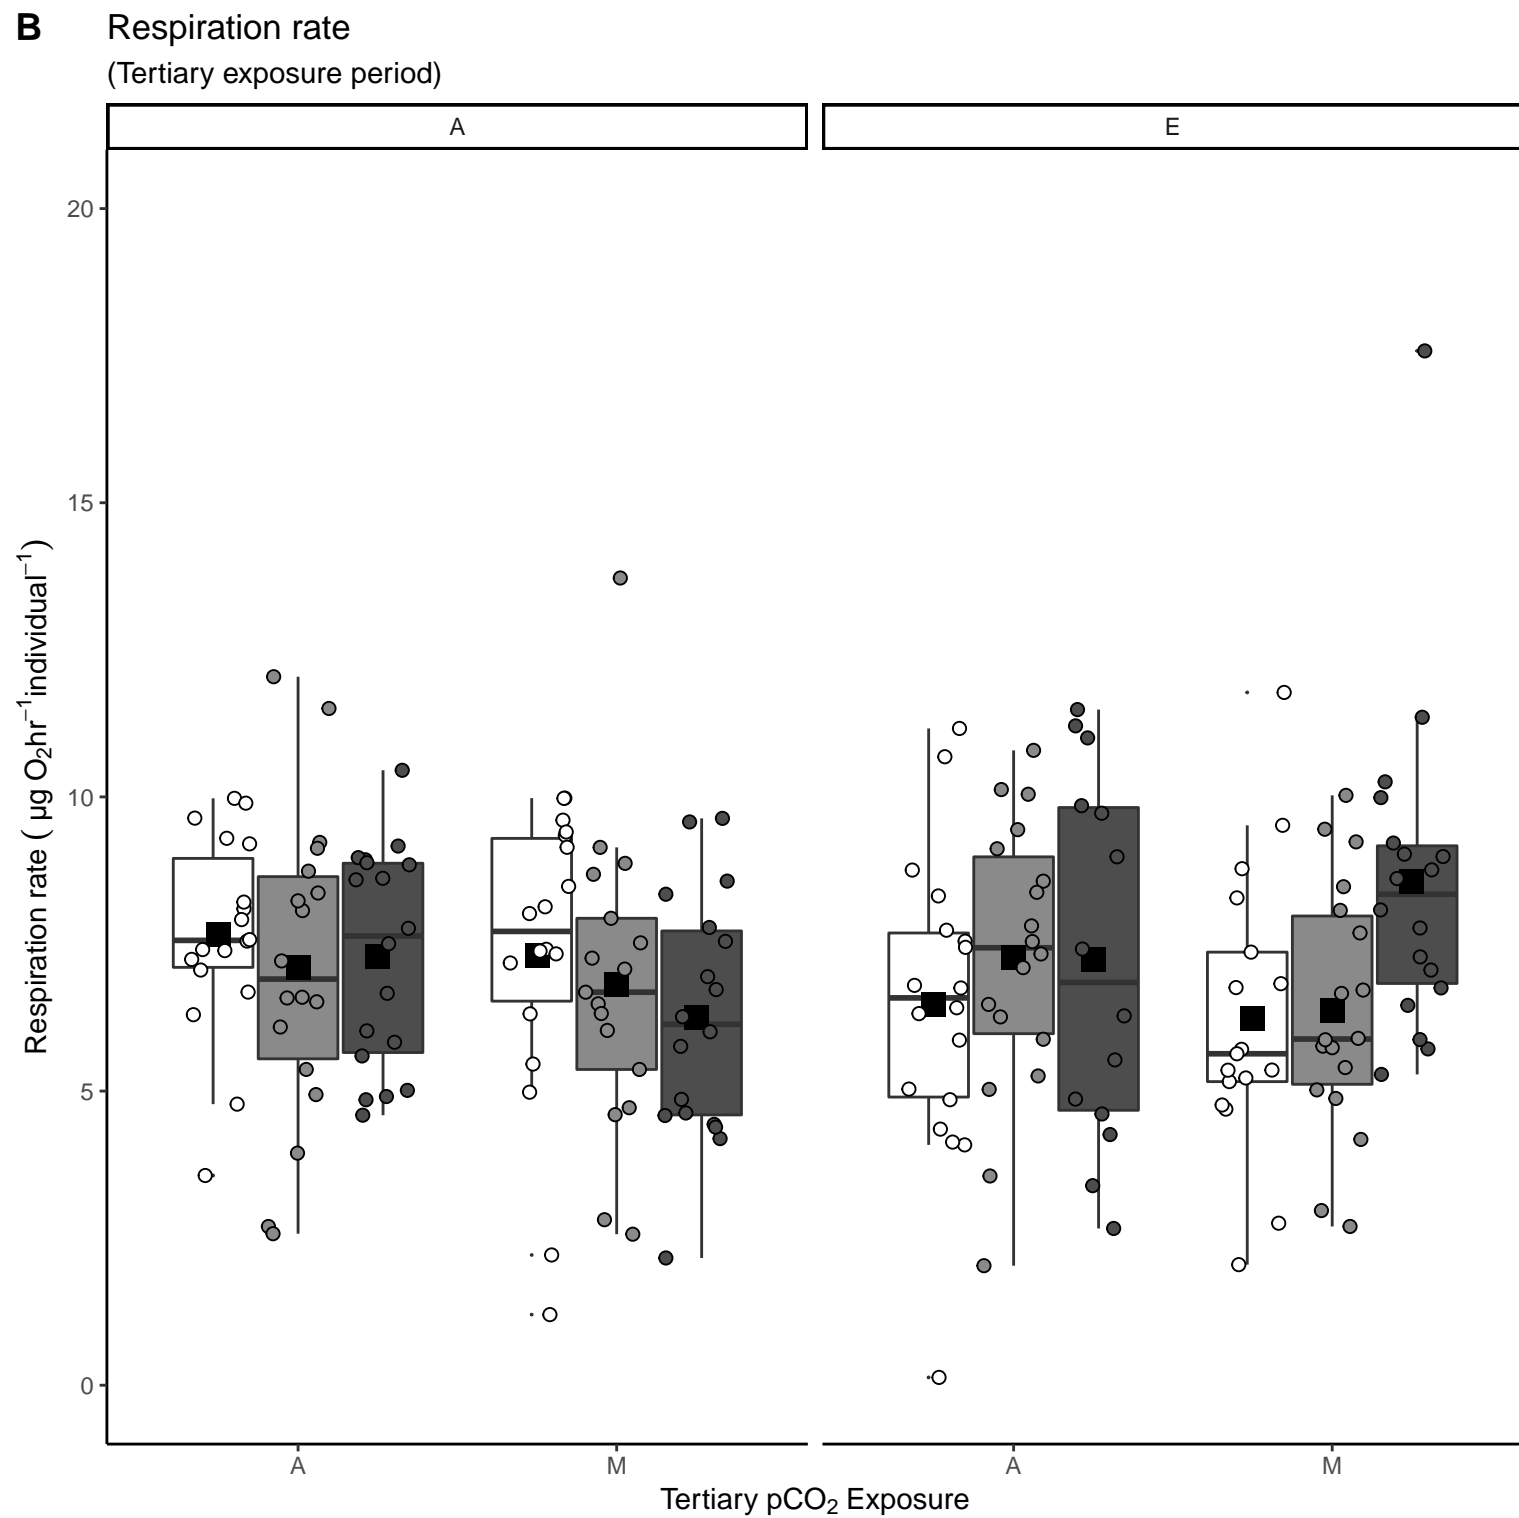 B Respiration rate
(Tertiary exposure period)
A
E
20
15
10
5
0
Respiration rate ( µg O₂hr⁻¹individual⁻¹)
A
M
A
M
Tertiary pCO₂ Exposure